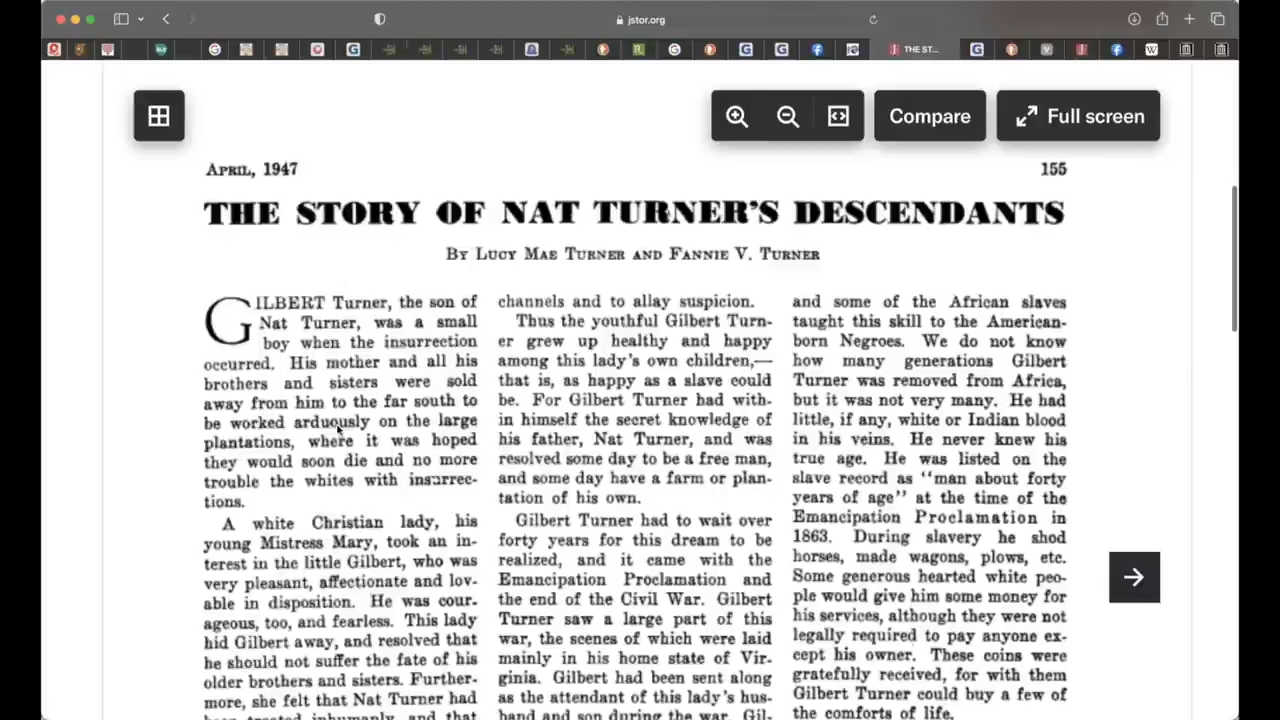 jstor.org
THE ST...
Compare
Full screen
APRIL, 1947
155
THE STORY OF NAT TURNER'S DESCENDANTS
BY LUCY MAE TURNER AND FANNIE V. TURNER
GILBERT Turner, the son of
Nat Turner, was a small
boy when the insurrection
occurred. His mother and all his
brothers and sisters were sold
away from him to the far south to
be worked arduously on the large
plantations, where it was hoped
they would soon die and no more
trouble the whites with insurrec-
tions.
A white Christian lady, his
young Mistress Mary, took an in-
terest in the little Gilbert, who was
very pleasant, affectionate and lov-
able in disposition. He was cour-
ageous, too, and fearless. This lady
hid Gilbert away, and resolved that
he should not suffer the fate of his
older brothers and sisters. Further-
more, she felt that Nat Turner had
been treated inhumanly, and that
channels and to allay suspicion.
Thus the youthful Gilbert Turn-
er grew up healthy and happy
among this lady's own children,—
that is, as happy as a slave could
be. For Gilbert Turner had with-
in himself the secret knowledge of
his father, Nat Turner, and was
resolved some day to be a free man,
and some day have a farm or plan-
tation of his own.
Gilbert Turner had to wait over
forty years for this dream to be
realized, and it came with the
Emancipation Proclamation and
the end of the Civil War. Gilbert
Turner saw a large part of this
war, the scenes of which were laid
mainly in his home state of Vir-
ginia. Gilbert had been sent along
as the attendant of this lady's hus-
band and son during the war. Gil-
and some of the African slaves
taught this skill to the American-
born Negroes. We do not know
how many generations Gilbert
Turner was removed from Africa,
but it was not very many. He had
little, if any, white or Indian blood
in his veins. He never knew his
true age. He was listed on the
slave record as "man about forty
years of age" at the time of the
Emancipation Proclamation in
1863. During slavery he shod
horses, made wagons, plows, etc.
Some generous hearted white peo-
ple would give him some money for
his services, although they were not
legally required to pay anyone ex-
cept his owner. These coins were
gratefully received, for with them
Gilbert Turner could buy a few of
the comforts of life.